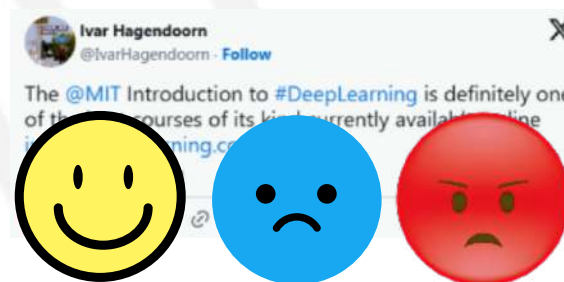 Ivar Hagendoorn
@IvarHagendoorn · Follow
The @MIT Introduction to #DeepLearning is definitely one
of the courses of its kind currently available online